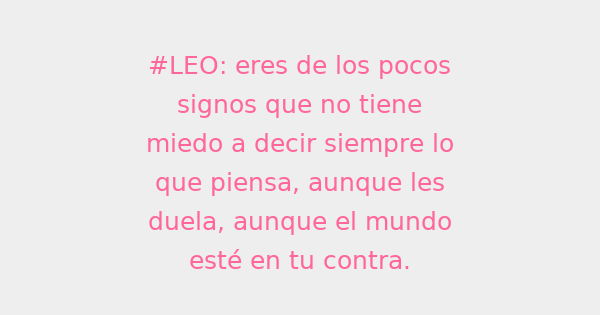 #LEO: eres de los pocos
signos que no tiene
miedo a decir siempre lo
que piensa, aunque les
duela, aunque el mundo
esté en tu contra.